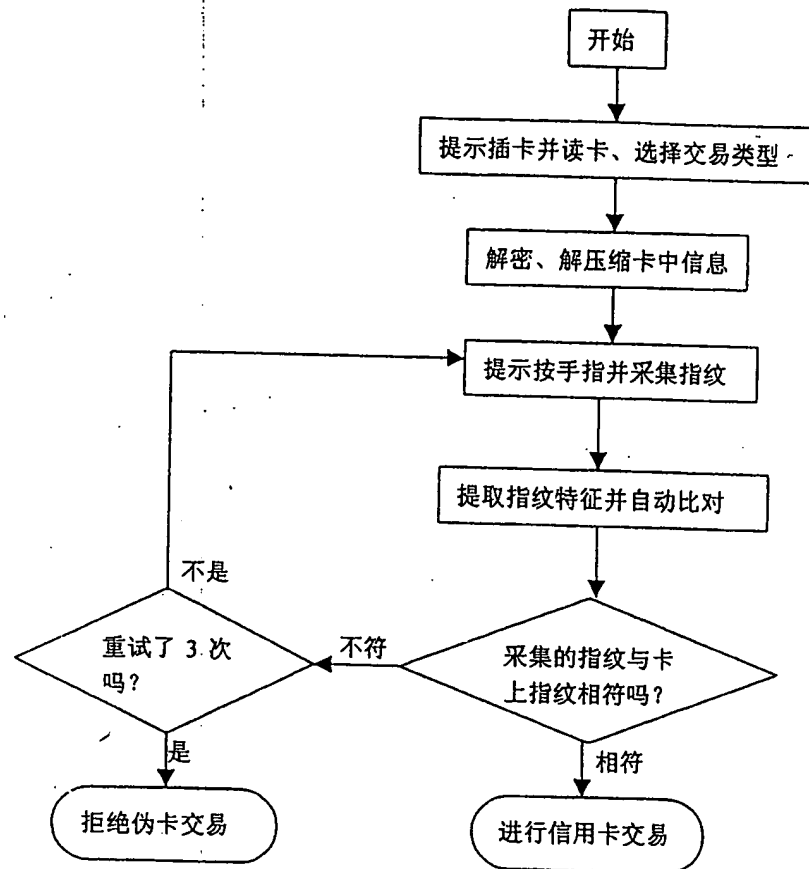 开始
提示插卡并读卡、选择交易类型
解密、解压缩卡中信息
提示按手指并采集指纹
提取指纹特征并自动比对
不是
重试了 3 次
吗?
不符
采集的指纹与卡
上指纹相符吗?
是
相符
拒绝伪卡交易
进行信用卡交易